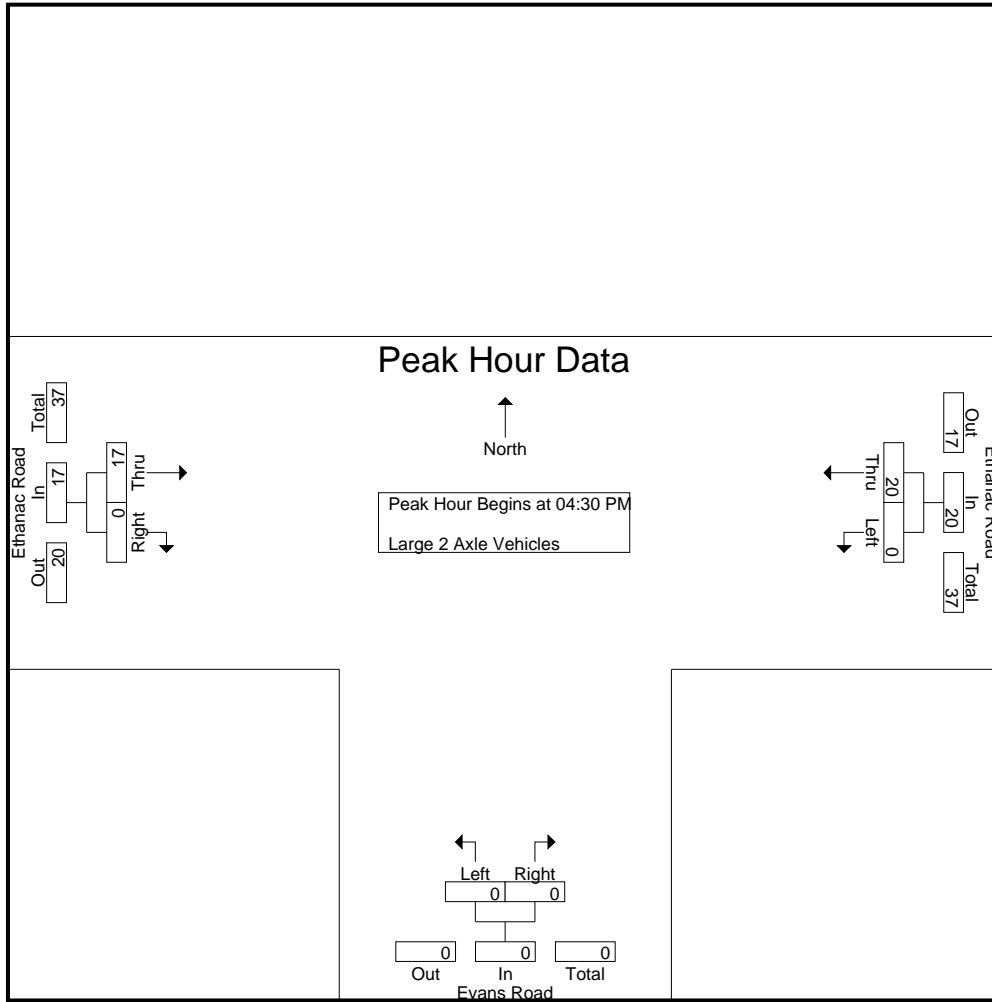 Peak Hour Data
North
Peak Hour Begins at 04:30 PM
Large 2 Axle Vehicles
Ethanac Road
Total
37
In
17
Out
20
17
0
Thru
Right
Out
17
In
20
Total
37
Ethanac Road
Thru
Left
20
0
Left Right
0 0
0 0 0
Out In Total
Evans Road